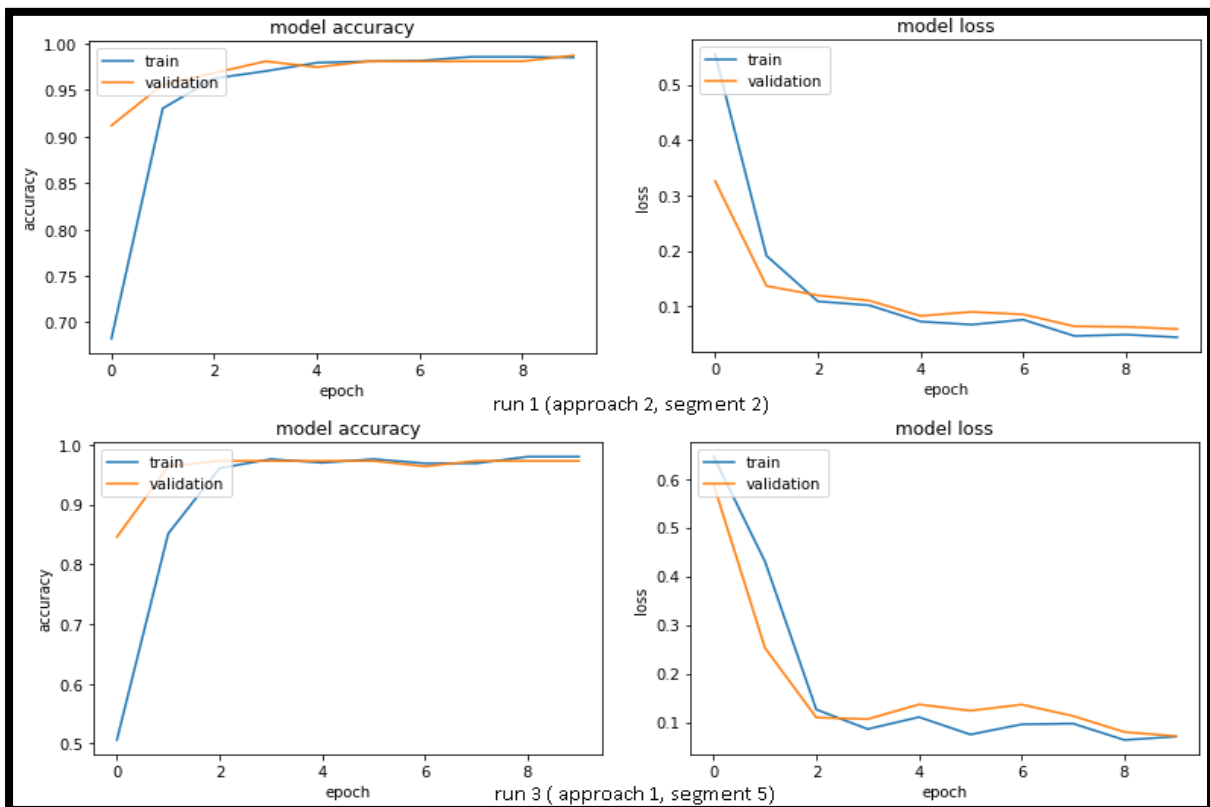 model accuracy
train
validation
1.00
0.95
0.90
0.85
0.80
0.75
0.70
accuracy
0 2 4 6 8
epoch
model loss
train
validation
0.5
0.4
0.3
0.2
0.1
loss
0 2 4 6 8
epoch
run 1 (approach 2, segment 2)
model accuracy
train
validation
1.0
0.9
0.8
0.7
0.6
0.5
accuracy
0 2 4 6 8
epoch
model loss
train
validation
0.6
0.5
0.4
0.3
0.2
0.1
loss
0 2 4 6 8
epoch
run 3 ( approach 1, segment 5)